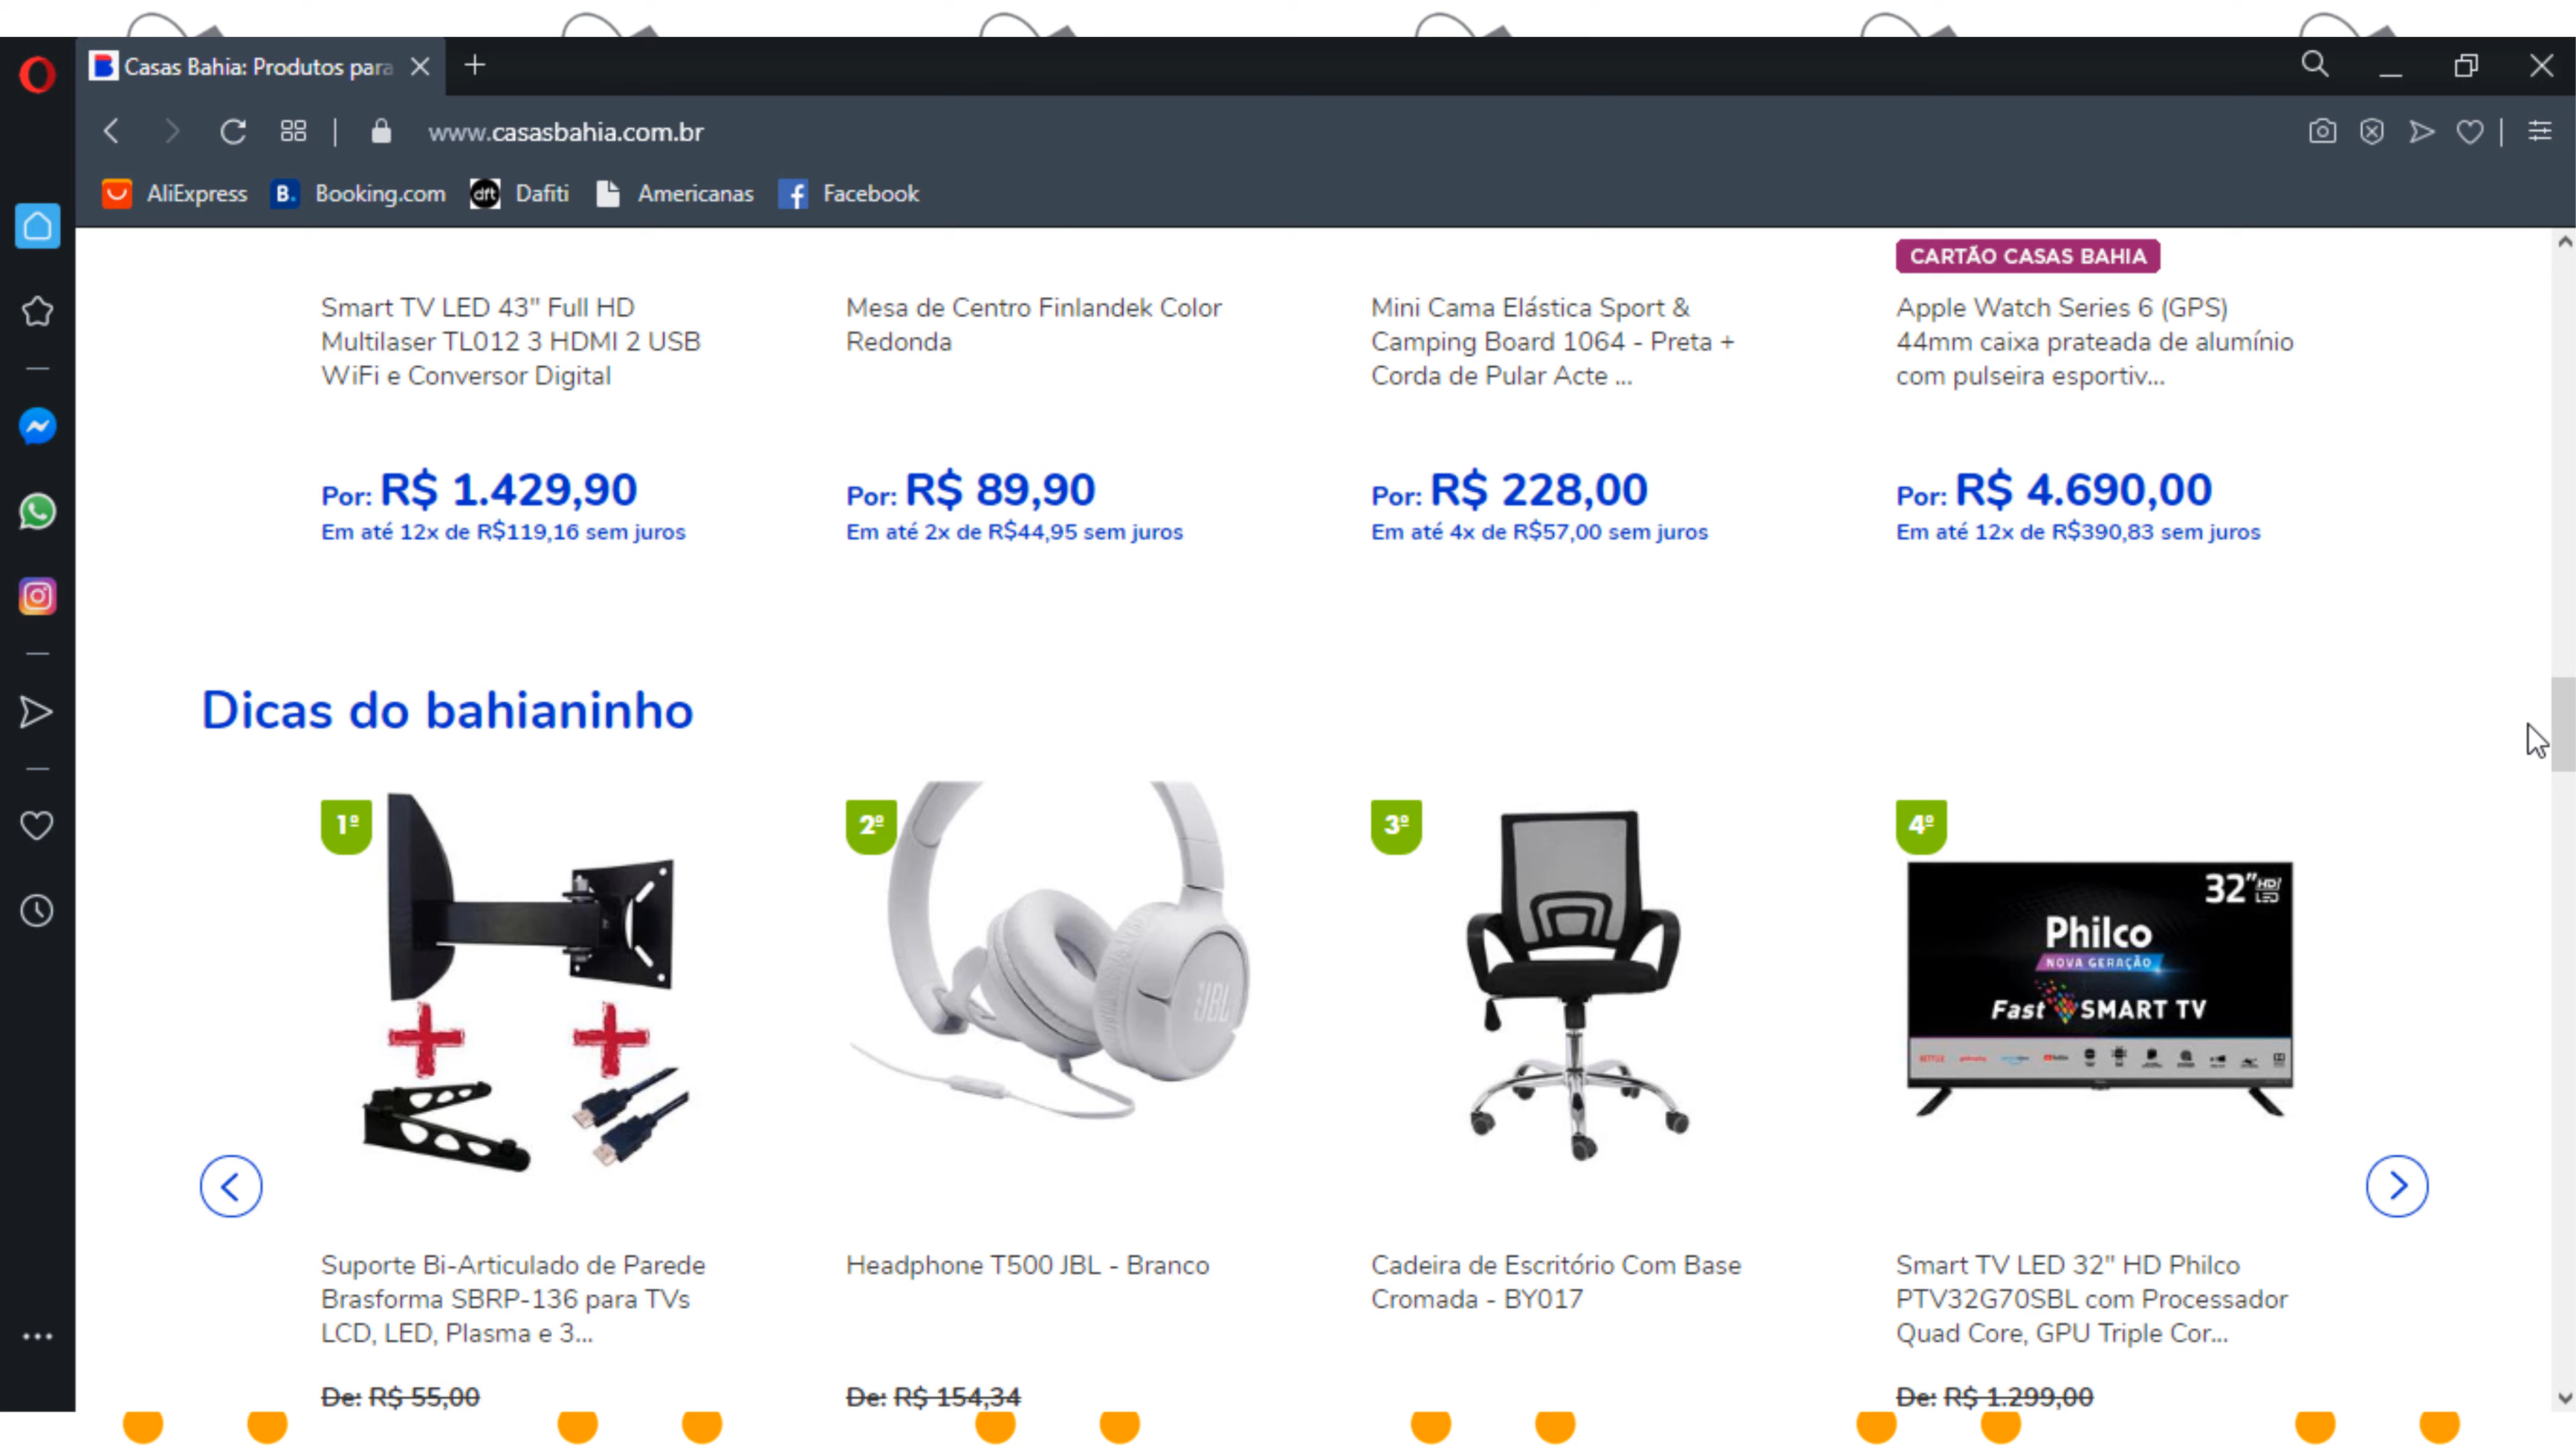 Casas Bahia: Produtos para
www.casasbahia.com.br
AliExpress B. Booking.com dft Dafiti Americanas Facebook
CARTÃO CASAS BAHIA
Smart TV LED 43" Full HD
Multilaser TL012 3 HDMI 2 USB
WiFi e Conversor Digital
Por: R$ 1.429,90
Em até 12x de R$119,16 sem juros
Mesa de Centro Finlandek Color
Redonda
Por: R$ 89,90
Em até 2x de R$44,95 sem juros
Mini Cama Elástica Sport &
Camping Board 1064 - Preta +
Corda de Pular Acte ...
Por: R$ 228,00
Em até 4x de R$57,00 sem juros
Apple Watch Series 6 (GPS)
44mm caixa prateada de alumínio
com pulseira esportiv...
Por: R$ 4.690,00
Em até 12x de R$390,83 sem juros
Dicas do bahianinho
1º
Suporte Bi-Articulado de Parede
Brasforma SBRP-136 para TVs
LCD, LED, Plasma e 3...
De: R$ 55,00
2º
JBL
Headphone T500 JBL - Branco
De: R$ 154,34
3º
Cadeira de Escritório Com Base
Cromada - BY017
4º
32" HD LED
Philco
NOVA GERAÇÃO
Fast SMART TV
NETFLIX
Smart TV LED 32" HD Philco
PTV32G70SBL com Processador
Quad Core, GPU Triple Cor...
De: R$ 1.299,00